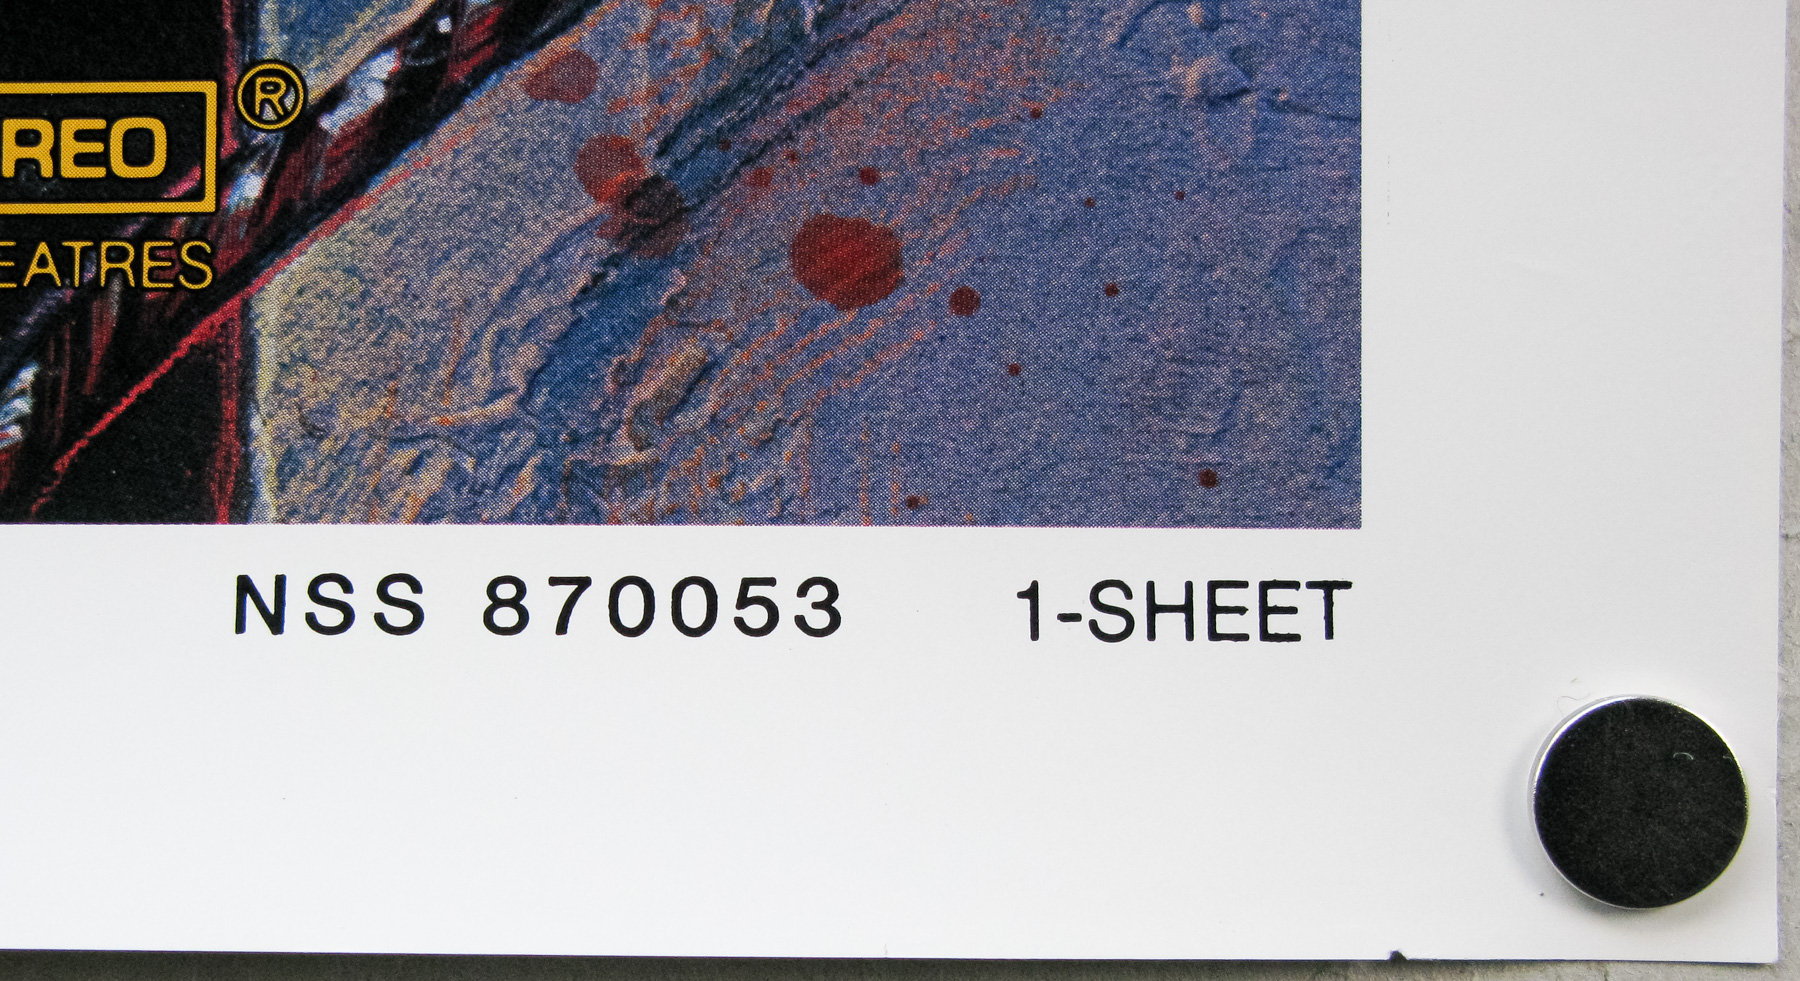 REO ®
EATRES
NSS 870053 1-SHEET